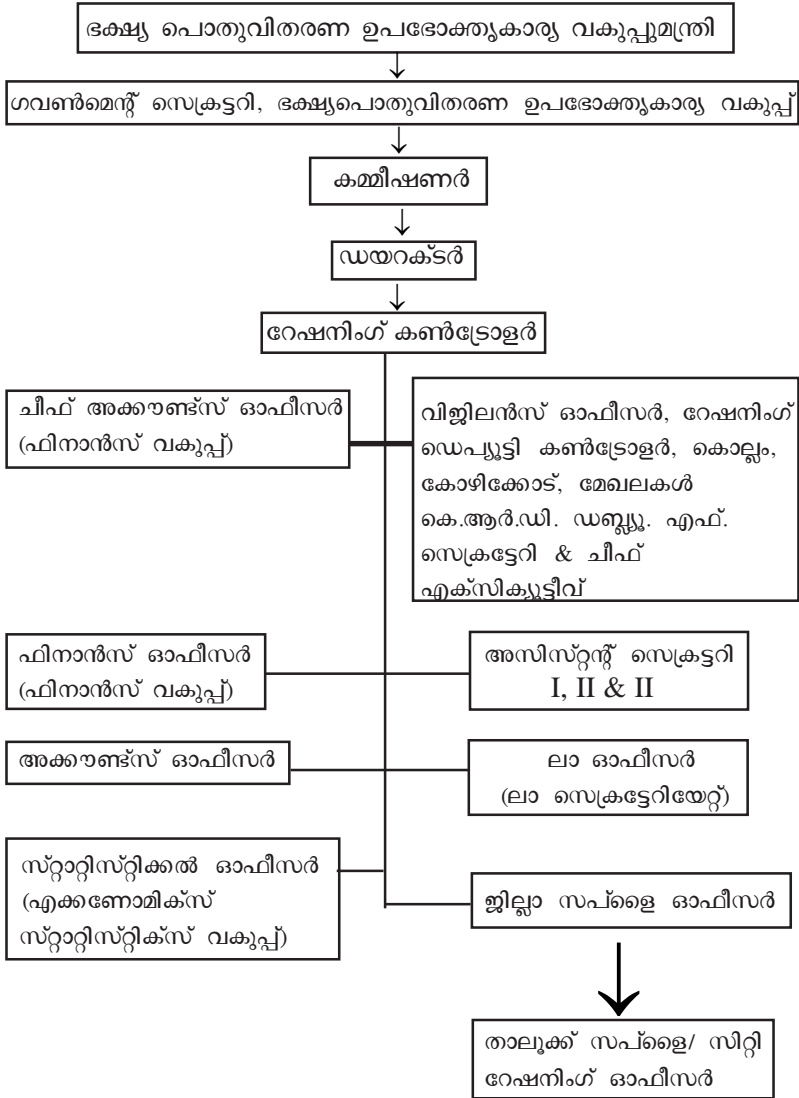 ഭക്ഷ്യ പൊതുവിതരണ ഉപഭോക്തൃകാര്യ വകുപ്പുമന്ത്രി
ഗവൺമെന്റ് സെക്രട്ടറി, ഭക്ഷ്യപൊതുവിതരണ ഉപഭോക്തൃകാര്യ വകുപ്പ്
കമ്മീഷണർ
ഡയറക്ടർ
റേഷനിംഗ് കൺട്രോളർ
ചീഫ് അക്കൗണ്ട്സ് ഓഫീസർ
(ഫിനാൻസ് വകുപ്പ്)
വിജിലൻസ് ഓഫീസർ, റേഷനിംഗ്
ഡെപ്യൂട്ടി കൺട്രോളർ, കൊല്ലം,
കോഴിക്കോട്, മേഖലകൾ
കെ.ആർ.ഡി. ഡബ്ല്യൂ. എഫ്.
സെക്രട്ടേറി & ചീഫ്
എക്സിക്യൂട്ടീവ്
ഫിനാൻസ് ഓഫീസർ
(ഫിനാൻസ് വകുപ്പ്)
അസിസ്റ്റന്റ് സെക്രട്ടറി
I, II & II
അക്കൗണ്ട്സ് ഓഫീസർ
ലാ ഓഫീസർ
(ലാ സെക്രട്ടേറിയേറ്റ്)
സ്റ്റാറ്റിസ്റ്റിക്കൽ ഓഫീസർ
(എക്കണോമിക്സ്
സ്റ്റാറ്റിസ്റ്റിക്സ് വകുപ്പ്)
ജില്ലാ സപ്ളൈ ഓഫീസർ
താലൂക്ക് സപ്ളൈ/ സിറ്റി
റേഷനിംഗ് ഓഫീസർ